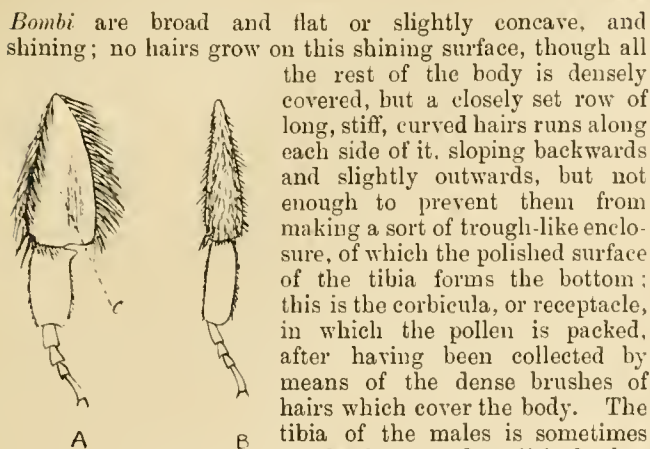 Bombi are broad and flat or slightly concave, and
shining; no hairs grow on this shining surface, though all
the rest of the body is densely
covered, but a closely set row of
long, stiff, curved hairs runs along
each side of it, sloping backwards
and slightly outwards, but not
enough to prevent them from
making a sort of trough-like enclo-
sure, of which the polished surface
of the tibia forms the bottom;
this is the corbicula, or receptacle,
in which the pollen is packed,
after having been collected by
means of the dense brushes of
hairs which cover the body. The
tibia of the males is sometimes
C
A B